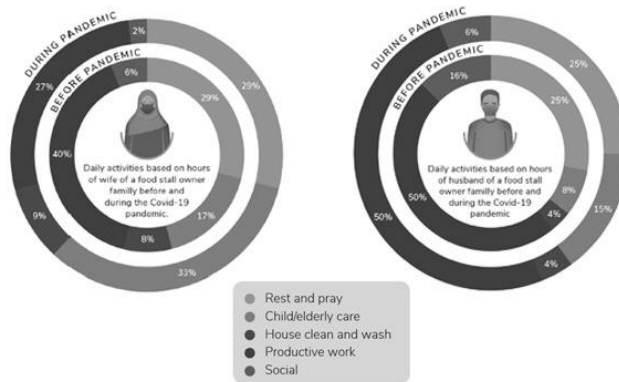 DURING PANDEMIC
BEFORE PANDEMIC
2%
6%
27%
29%
29%
40%
Daily activities based on hours
of wife of a food stall owner
familly before and
during the Covid-19
pandemic.
17%
9%
8%
33%
DURING PANDEMIC
BEFORE PANDEMIC
6%
16%
25%
25%
Daily activities based on hours
of husband of a food stall
owner familly before and
during the Covid-19
pandemic
8%
50%
4%
50%
15%
4%
Rest and pray
Child/elderly care
House clean and wash
Productive work
Social